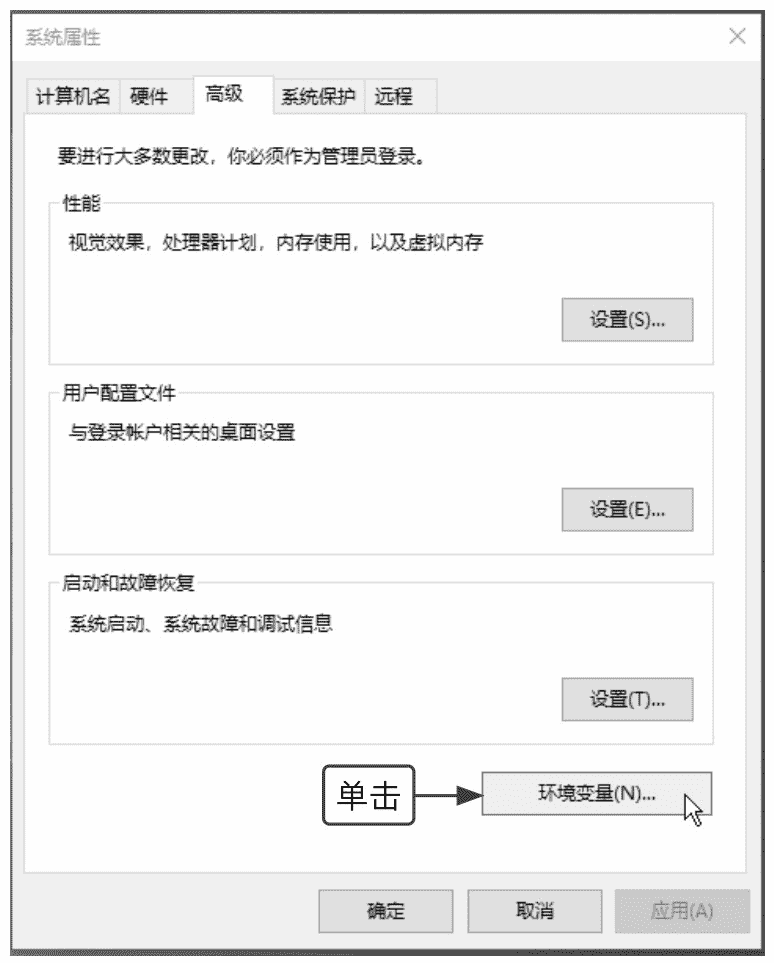 系统属性
计算机名 硬件 高级 系统保护 远程
要进行大多数更改，你必须作为管理员登录。
性能
视觉效果，处理器计划，内存使用，以及虚拟内存
设置(S)...
用户配置文件
与登录帐户相关的桌面设置
设置(E)...
启动和故障恢复
系统启动、系统故障和调试信息
设置(T)...
单击 环境变量(N)...
确定 取消 应用(A)